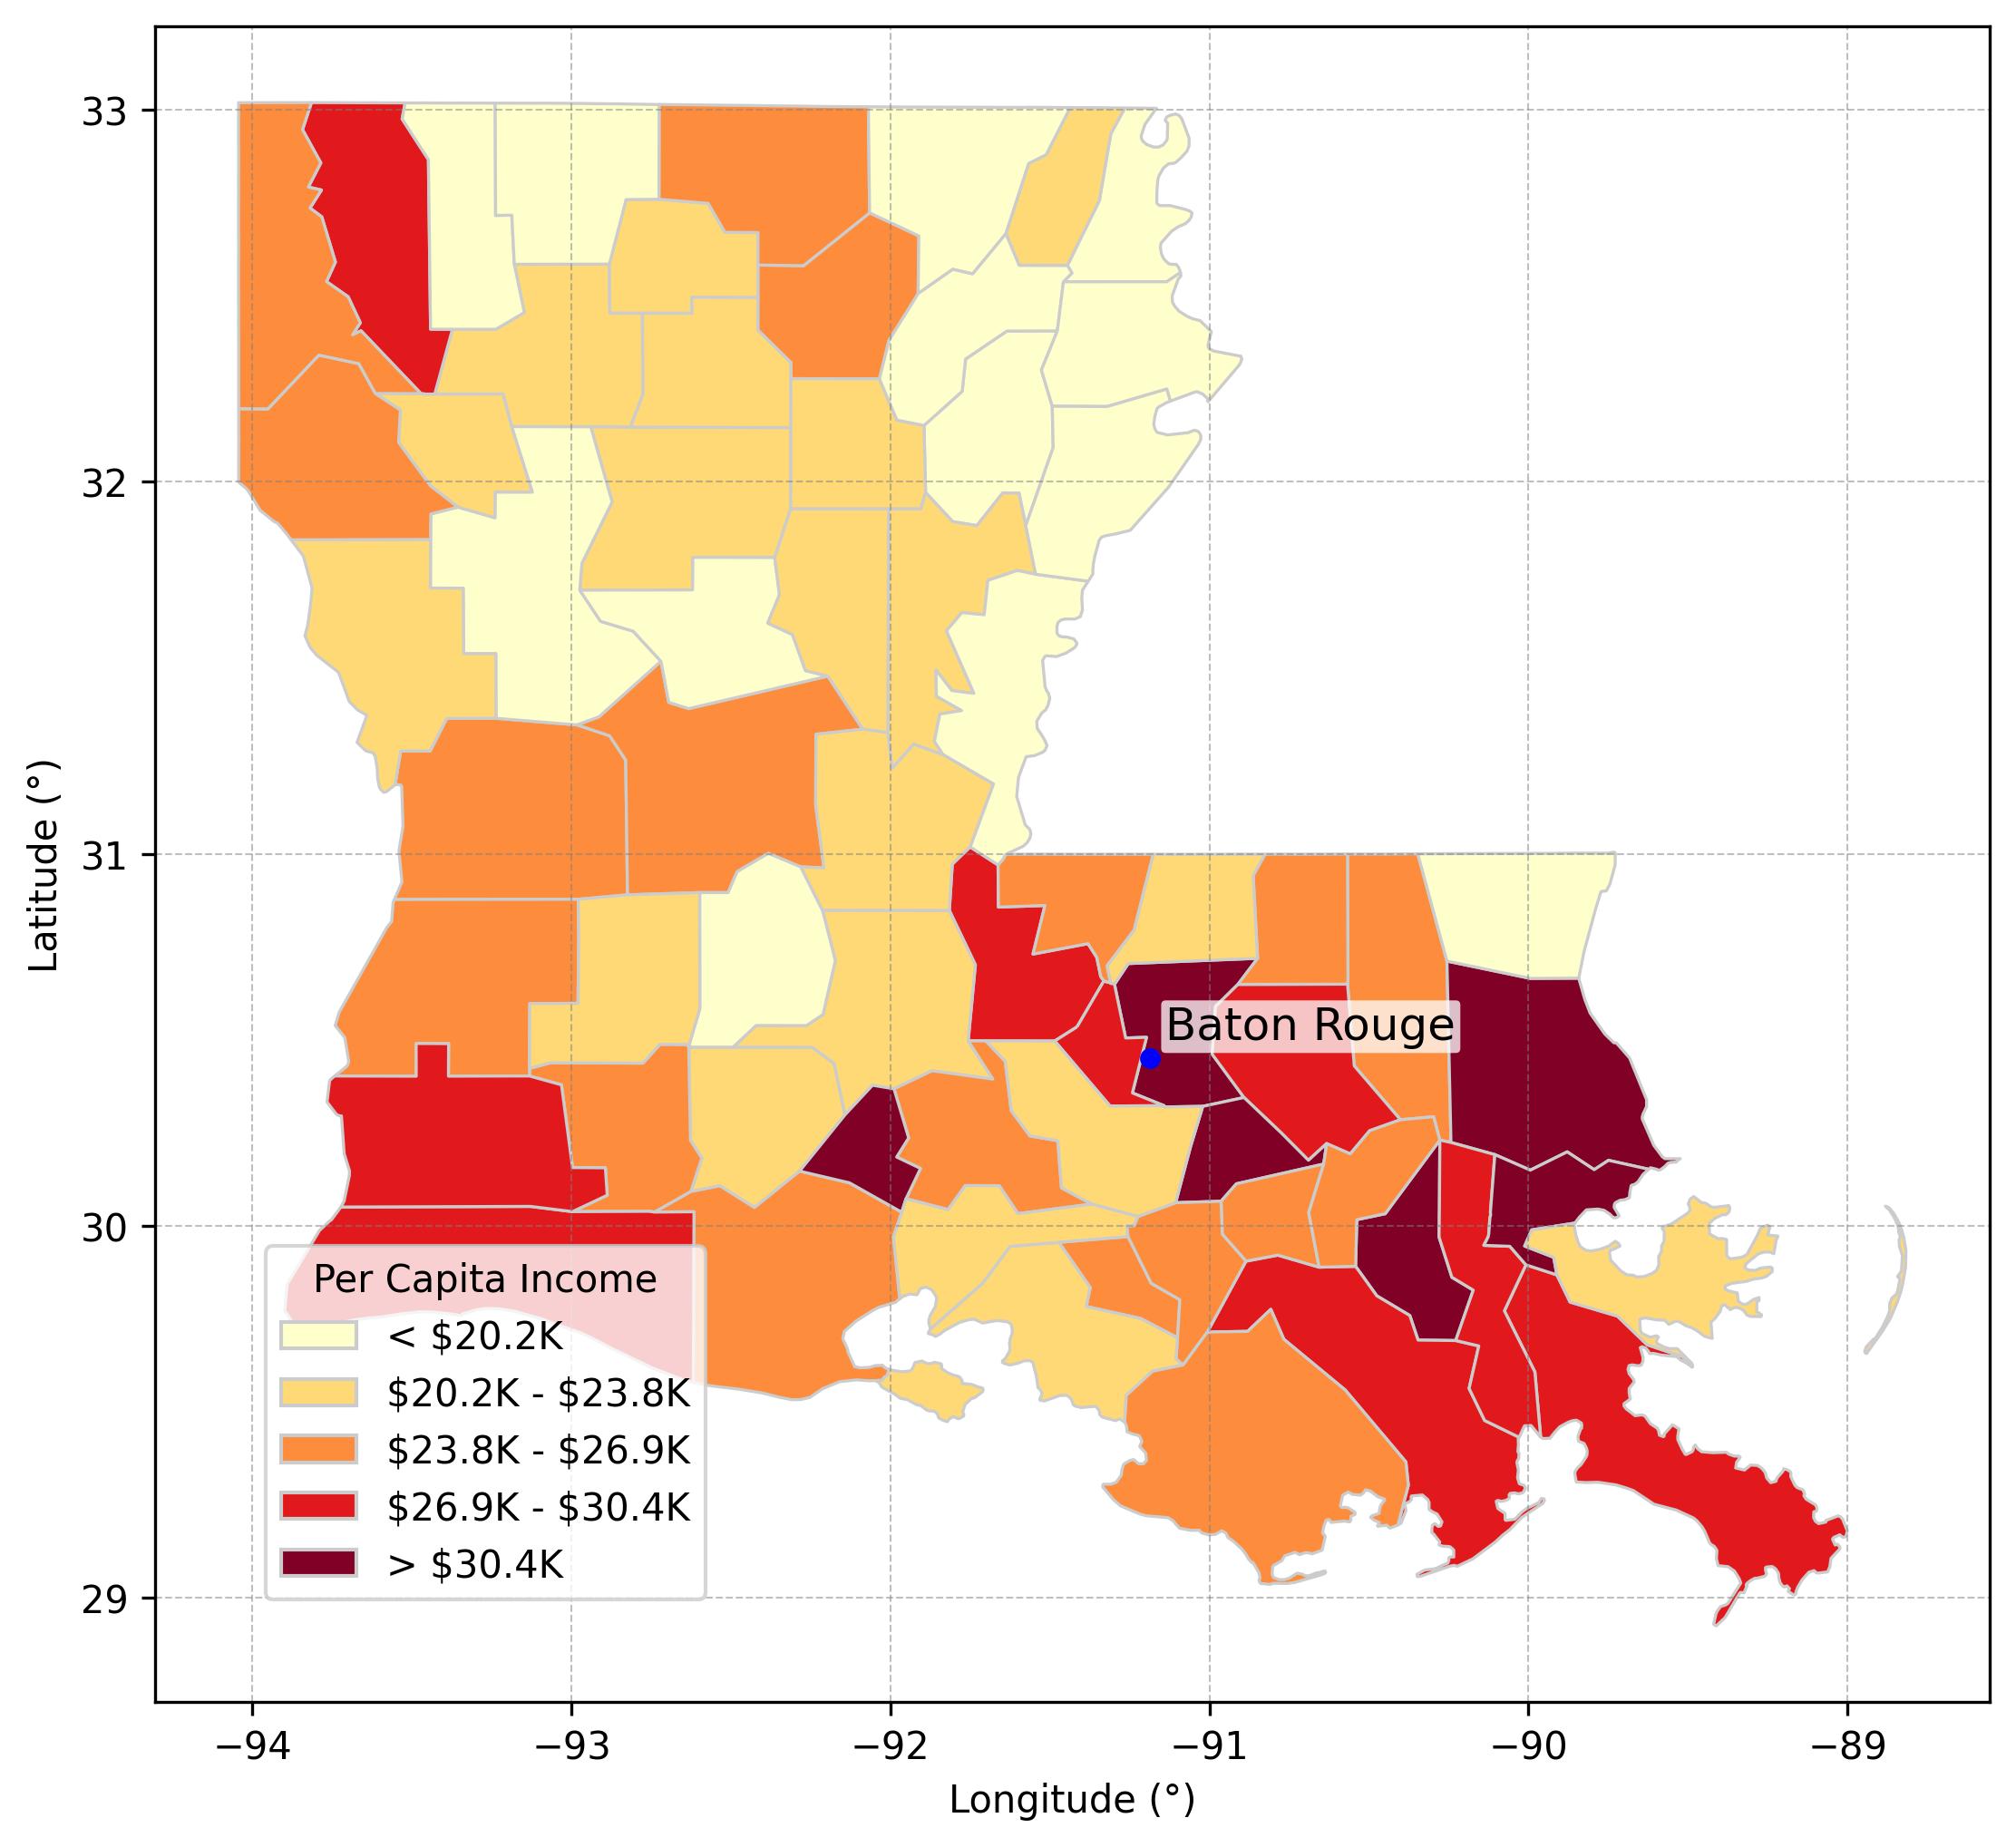 33
32
31
30
29
Latitude (°)
Baton Rouge
Per Capita Income
< $20.2K
$20.2K - $23.8K
$23.8K - $26.9K
$26.9K - $30.4K
> $30.4K
−94
−93
−92
−91
−90
−89
Longitude (°)